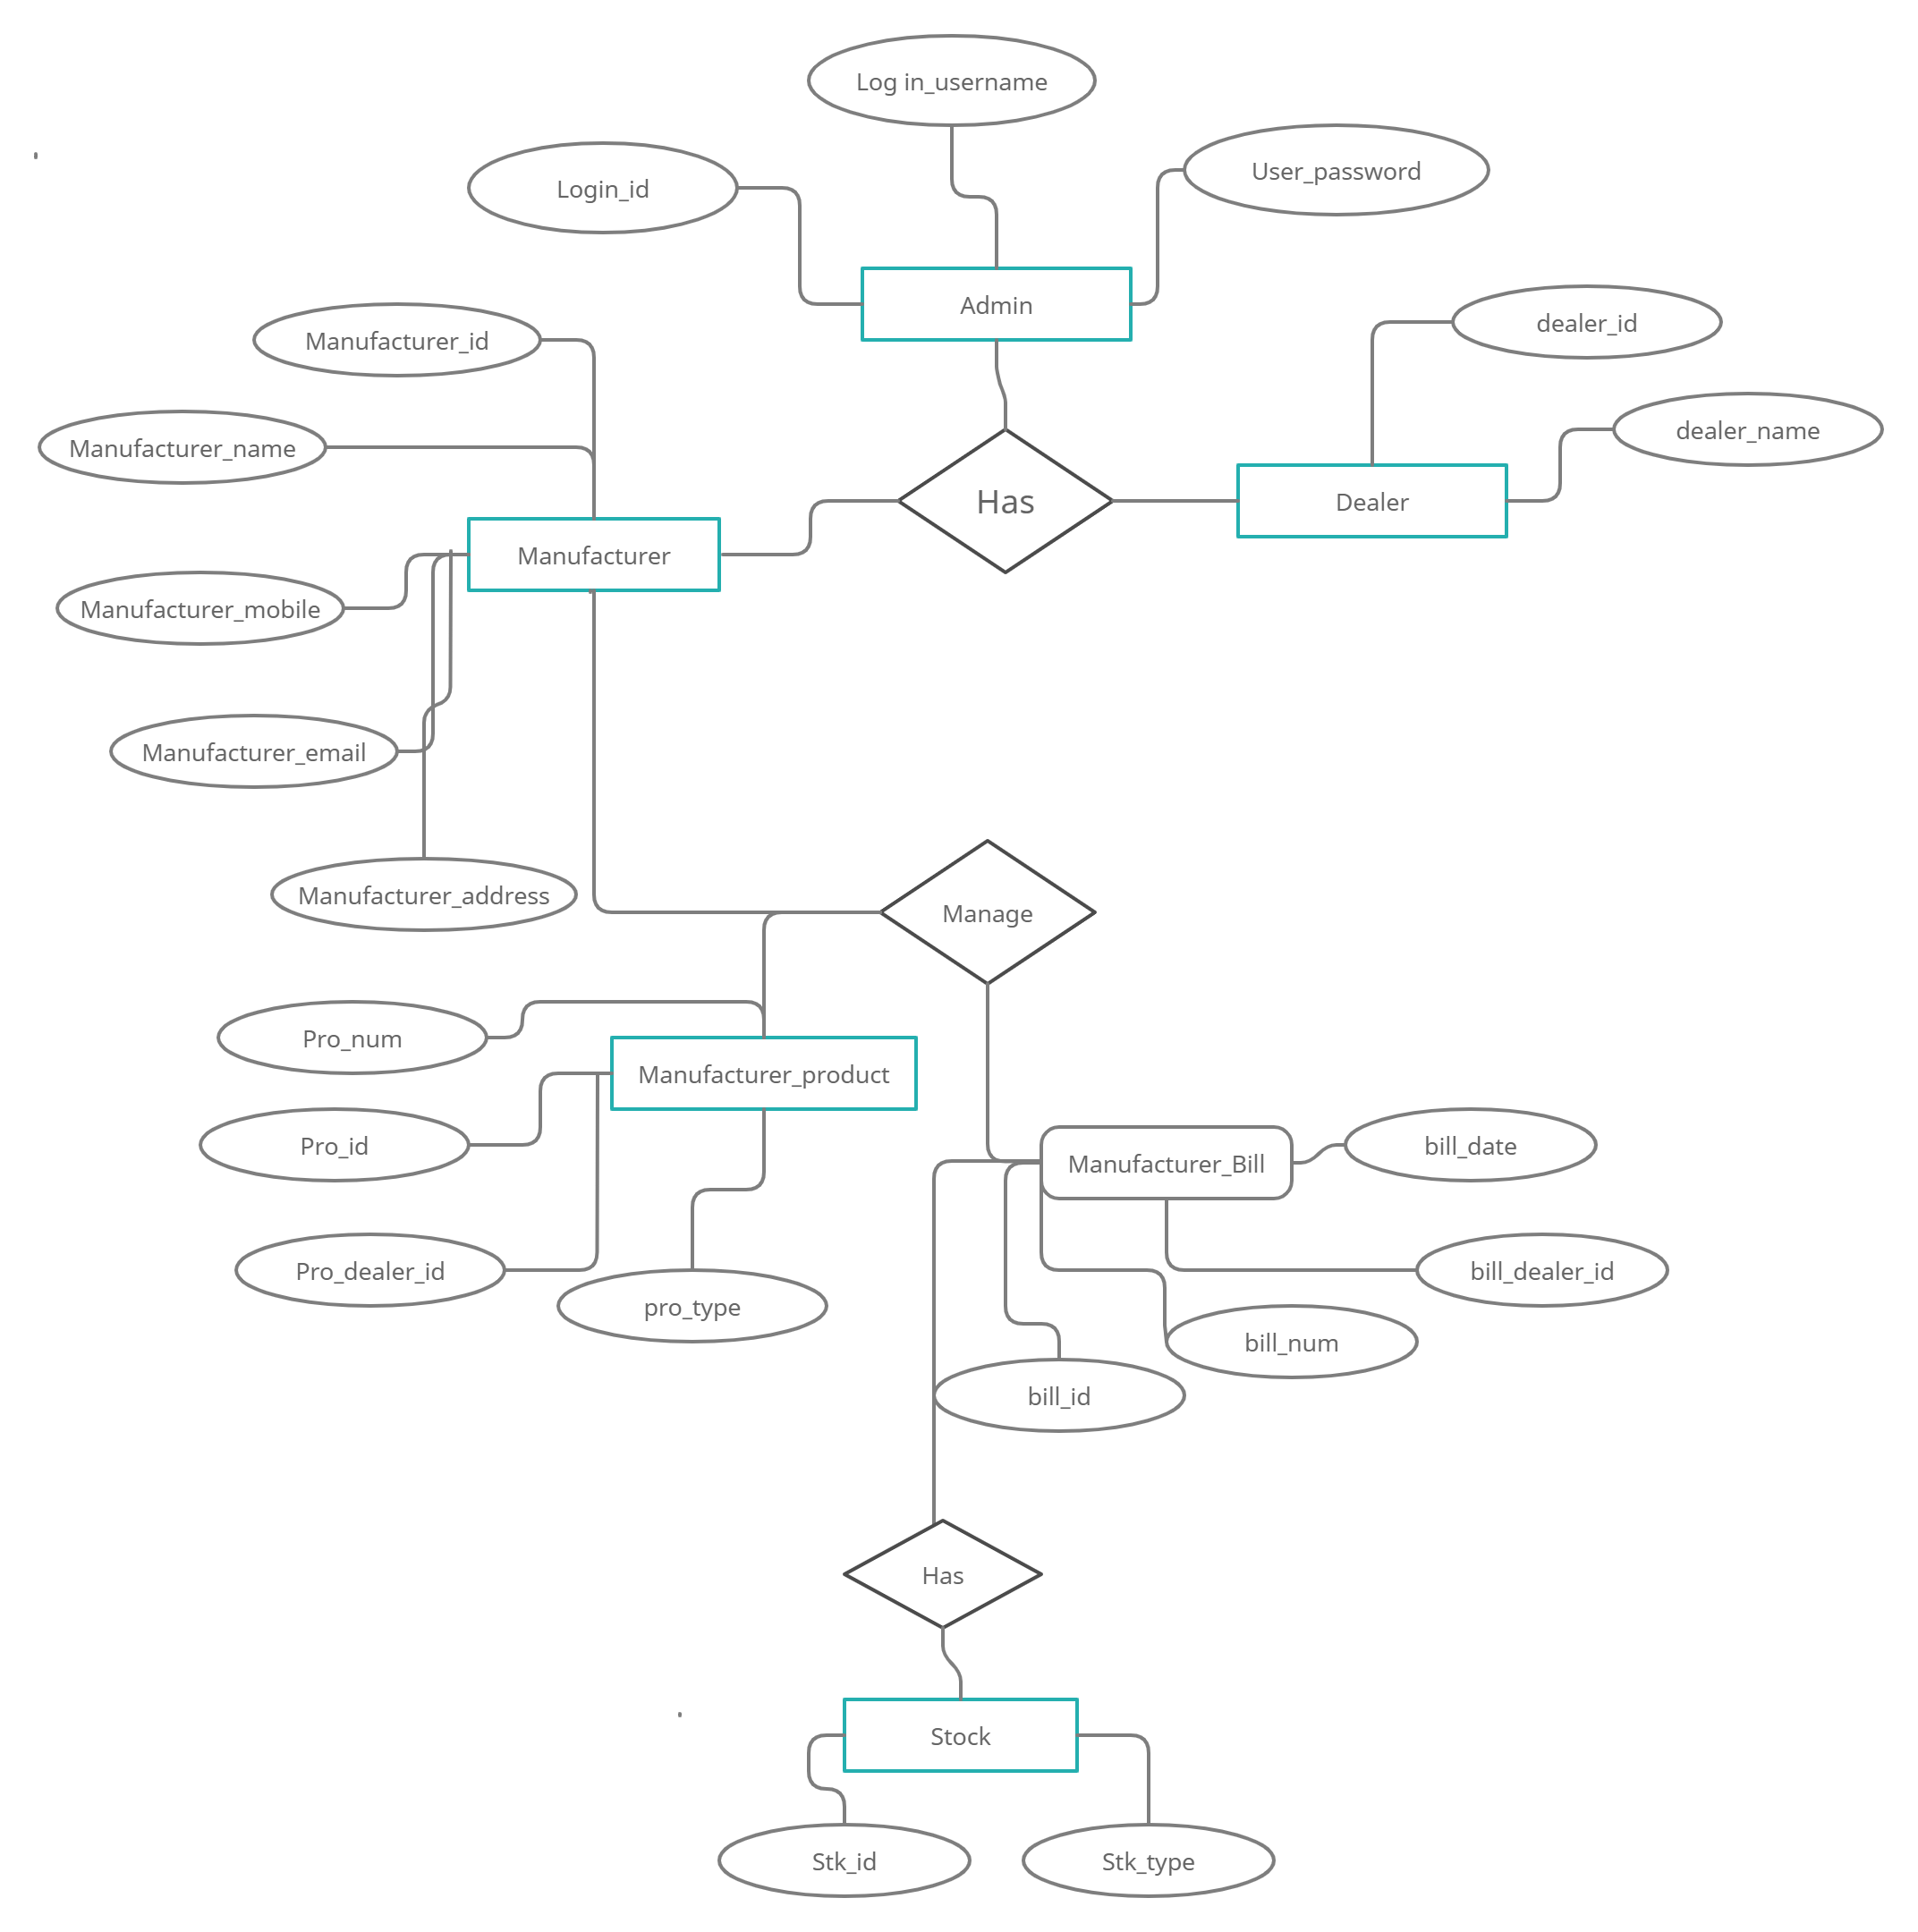 Log in_username
User_password
Login_id
Admin
dealer_id
Manufacturer_id
dealer_name
Manufacturer_name
Has
Dealer
Manufacturer
Manufacturer_mobile
Manufacturer_email
Manufacturer_address
Manage
Pro_num
Manufacturer_product
Pro_id
bill_date
Manufacturer_Bill
Pro_dealer_id
bill_dealer_id
pro_type
bill_num
bill_id
Has
Stock
Stk_id
Stk_type